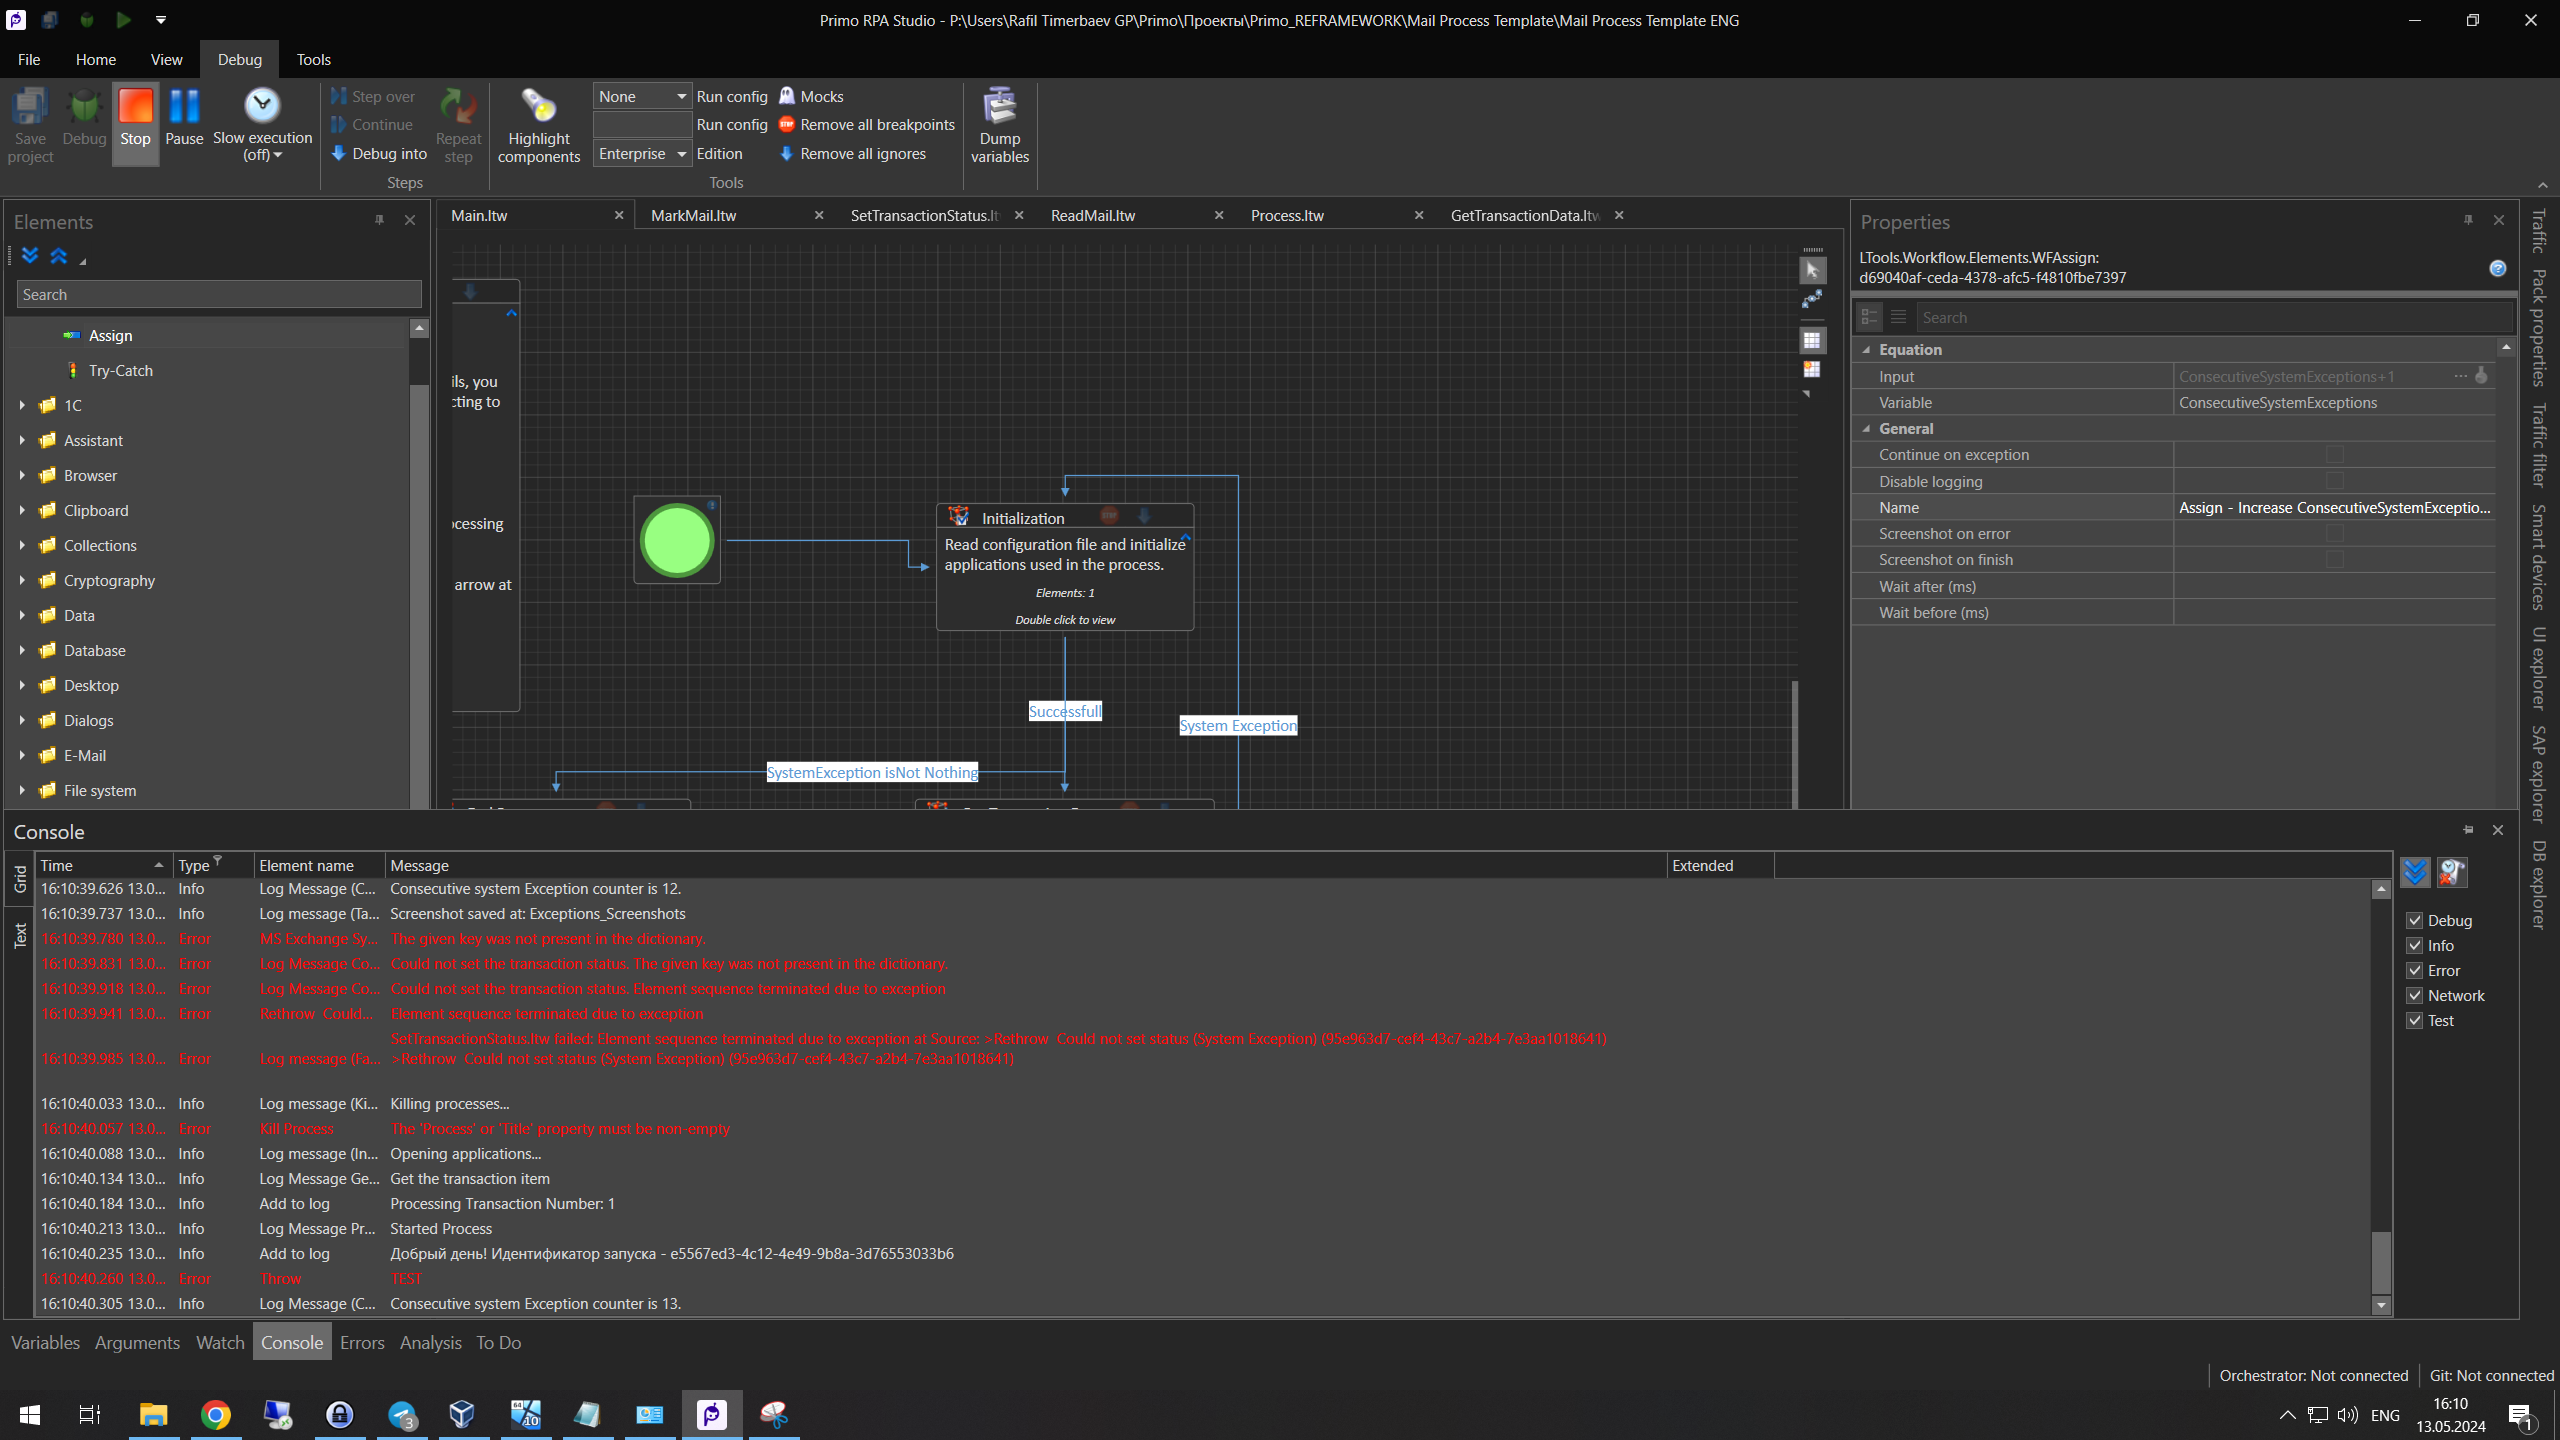 Primo RPA Studio - P:\Users\Rafil Timerbaev GP\Primo\Проекты\Primo_REFRAMEWORK\Mail Process Template\Mail Process Template ENG
File
Home
View
Debug
Tools
Save project
Debug
Stop
Pause
Slow execution (off)
Step over
Continue
Debug into
Repeat step
Steps
Highlight components
None
Run config
Run config
Enterprise
Edition
Mocks
Remove all breakpoints
Remove all ignores
Tools
Dump variables
Elements
Search
Assign
Try-Catch
1C
Assistant
Browser
Clipboard
Collections
Cryptography
Data
Database
Desktop
Dialogs
E-Mail
File system
Main.ltw
MarkMail.ltw
SetTransactionStatus.lt
ReadMail.ltw
Process.ltw
GetTransactionData.ltw
ils, you
cting to
ocessing
arrow at
Initialization
Read configuration file and initialize
applications used in the process.
Elements: 1
Double click to view
Successfull
System Exception
SystemException isNot Nothing
Properties
LTools.Workflow.Elements.WFAssign:
d69040af-ceda-4378-afc5-f4810fbe7397
Search
Equation
Input ConsecutiveSystemExceptions+1 ...
Variable ConsecutiveSystemExceptions
General
Continue on exception
Disable logging
Name Assign - Increase ConsecutiveSystemExceptio...
Screenshot on error
Screenshot on finish
Wait after (ms)
Wait before (ms)
Traffic
Pack properties
Traffic filter
Smart devices
UI explorer
SAP explorer
DB explorer
Console
Grid
Text
Time Type Element name Message Extended
16:10:39.626 13.0... Info Log Message (C... Consecutive system Exception counter is 12.
16:10:39.737 13.0... Info Log message (Ta... Screenshot saved at: Exceptions_Screenshots
16:10:39.780 13.0... Error MS Exchange Sy... The given key was not present in the dictionary.
16:10:39.831 13.0... Error Log Message Co... Could not set the transaction status. The given key was not present in the dictionary.
16:10:39.918 13.0... Error Log Message Co... Could not set the transaction status. Element sequence terminated due to exception
16:10:39.941 13.0... Error Rethrow Could... Element sequence terminated due to exception
SetTransactionStatus.ltw failed: Element sequence terminated due to exception at Source: >Rethrow Could not set status (System Exception) (95e963d7-cef4-43c7-a2b4-7e3aa1018641)
16:10:39.985 13.0... Error Log message (Fa... >Rethrow Could not set status (System Exception) (95e963d7-cef4-43c7-a2b4-7e3aa1018641)
16:10:40.033 13.0... Info Log message (Ki... Killing processes...
16:10:40.057 13.0... Error Kill Process The 'Process' or 'Title' property must be non-empty
16:10:40.088 13.0... Info Log message (In... Opening applications...
16:10:40.134 13.0... Info Log Message Ge... Get the transaction item
16:10:40.184 13.0... Info Add to log Processing Transaction Number: 1
16:10:40.213 13.0... Info Log Message Pr... Started Process
16:10:40.235 13.0... Info Add to log Добрый день! Идентификатор запуска - e5567ed3-4c12-4e49-9b8a-3d76553033b6
16:10:40.260 13.0... Error Throw TEST
16:10:40.305 13.0... Info Log Message (C... Consecutive system Exception counter is 13.
Debug
Info
Error
Network
Test
Variables Arguments Watch Console Errors Analysis To Do
Orchestrator: Not connected Git: Not connected
3
64
10
ENG
16:10
13.05.2024
1